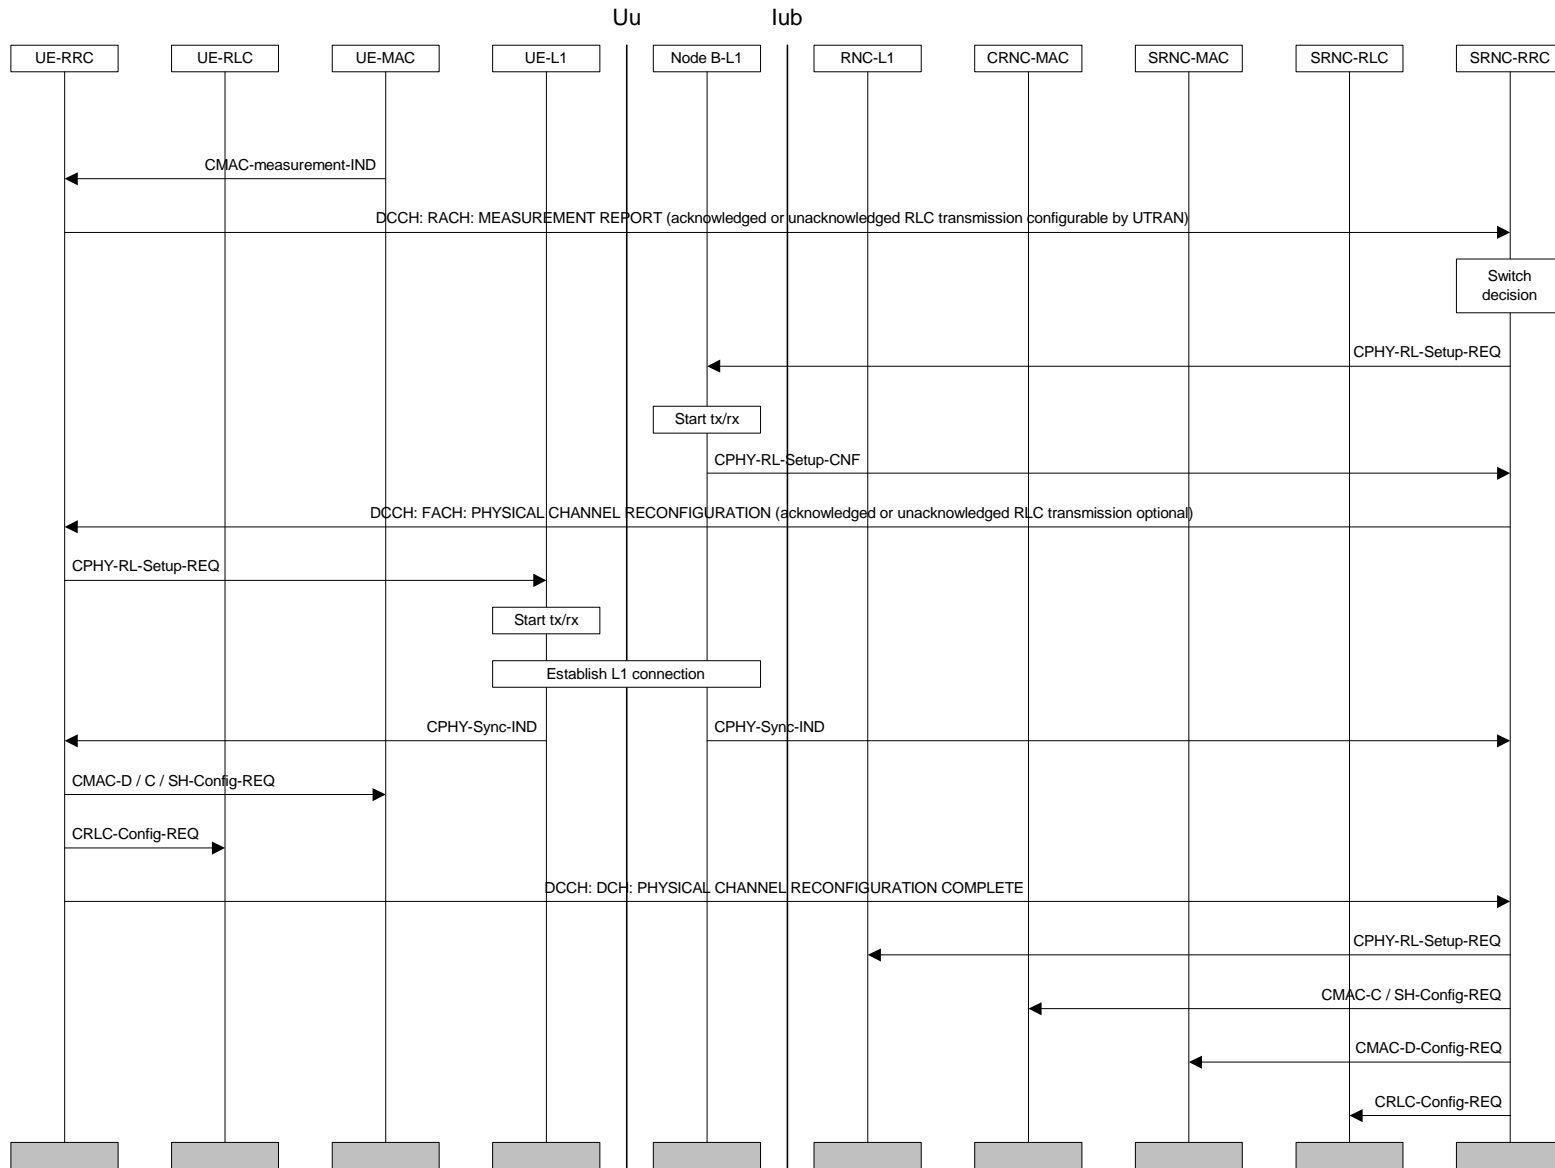 Uu
Iub
UE-RRC
UE-RLC
UE-MAC
UE-L1
Node B-L1
RNC-L1
CRNC-MAC
SRNC-MAC
SRNC-RLC
SRNC-RRC
CMAC-measurement-IND
DCCH: RACH: MEASUREMENT REPORT (acknowledged or unacknowledged RLC transmission configurable by UTRAN)
Switch
decision
CPHY-RL-Setup-REQ
Start tx/rx
CPHY-RL-Setup-CNF
DCCH: FACH: PHYSICAL CHANNEL RECONFIGURATION (acknowledged or unacknowledged RLC transmission optional)
CPHY-RL-Setup-REQ
Start tx/rx
Establish L1 connection
CPHY-Sync-IND
CPHY-Sync-IND
CMAC-D / C / SH-Config-REQ
CRLC-Config-REQ
DCCH: DCH: PHYSICAL CHANNEL RECONFIGURATION COMPLETE
CPHY-RL-Setup-REQ
CMAC-C / SH-Config-REQ
CMAC-D-Config-REQ
CRLC-Config-REQ